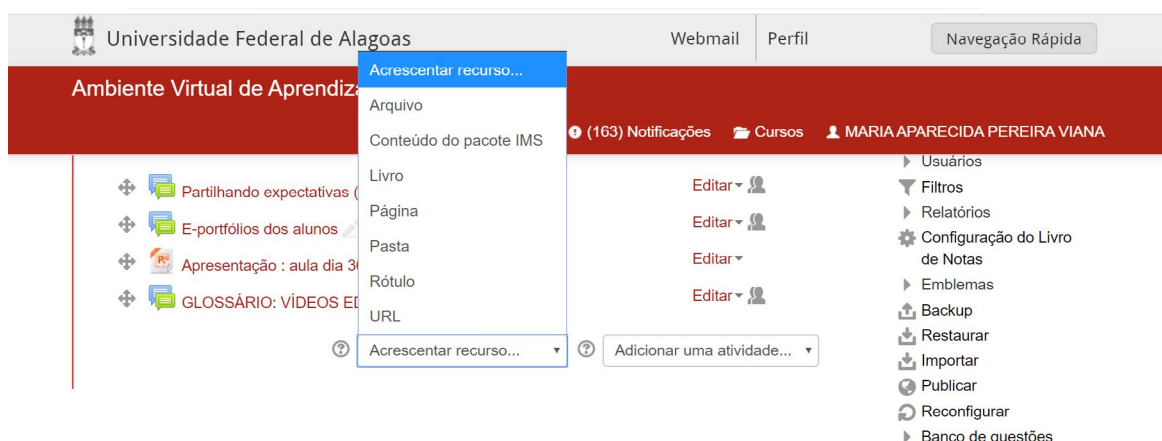 Universidade Federal de Alagoas
Webmail
Perfil
Navegação Rápida
Ambiente Virtual de
(163) Notificações
Cursos
MARIA APARECIDA PEREIRA VIANA
Acrescentar recurso...
Arquivo
Conteúdo do pacote IMS
Livro
Página
Pasta
Rótulo
URL
Partilhando expectativas (
Editar
E-portfólios dos alunos
Editar
Apresentação : aula dia
Editar
GLOSSÁRIO: VÍDEOS
Editar
Acrescentar recurso...
Adicionar uma atividade...
Usuários
Filtros
Relatórios
Configuração do Livro
de Notas
Emblemas
Backup
Restaurar
Importar
Publicar
Reconfigurar
Banco de questões